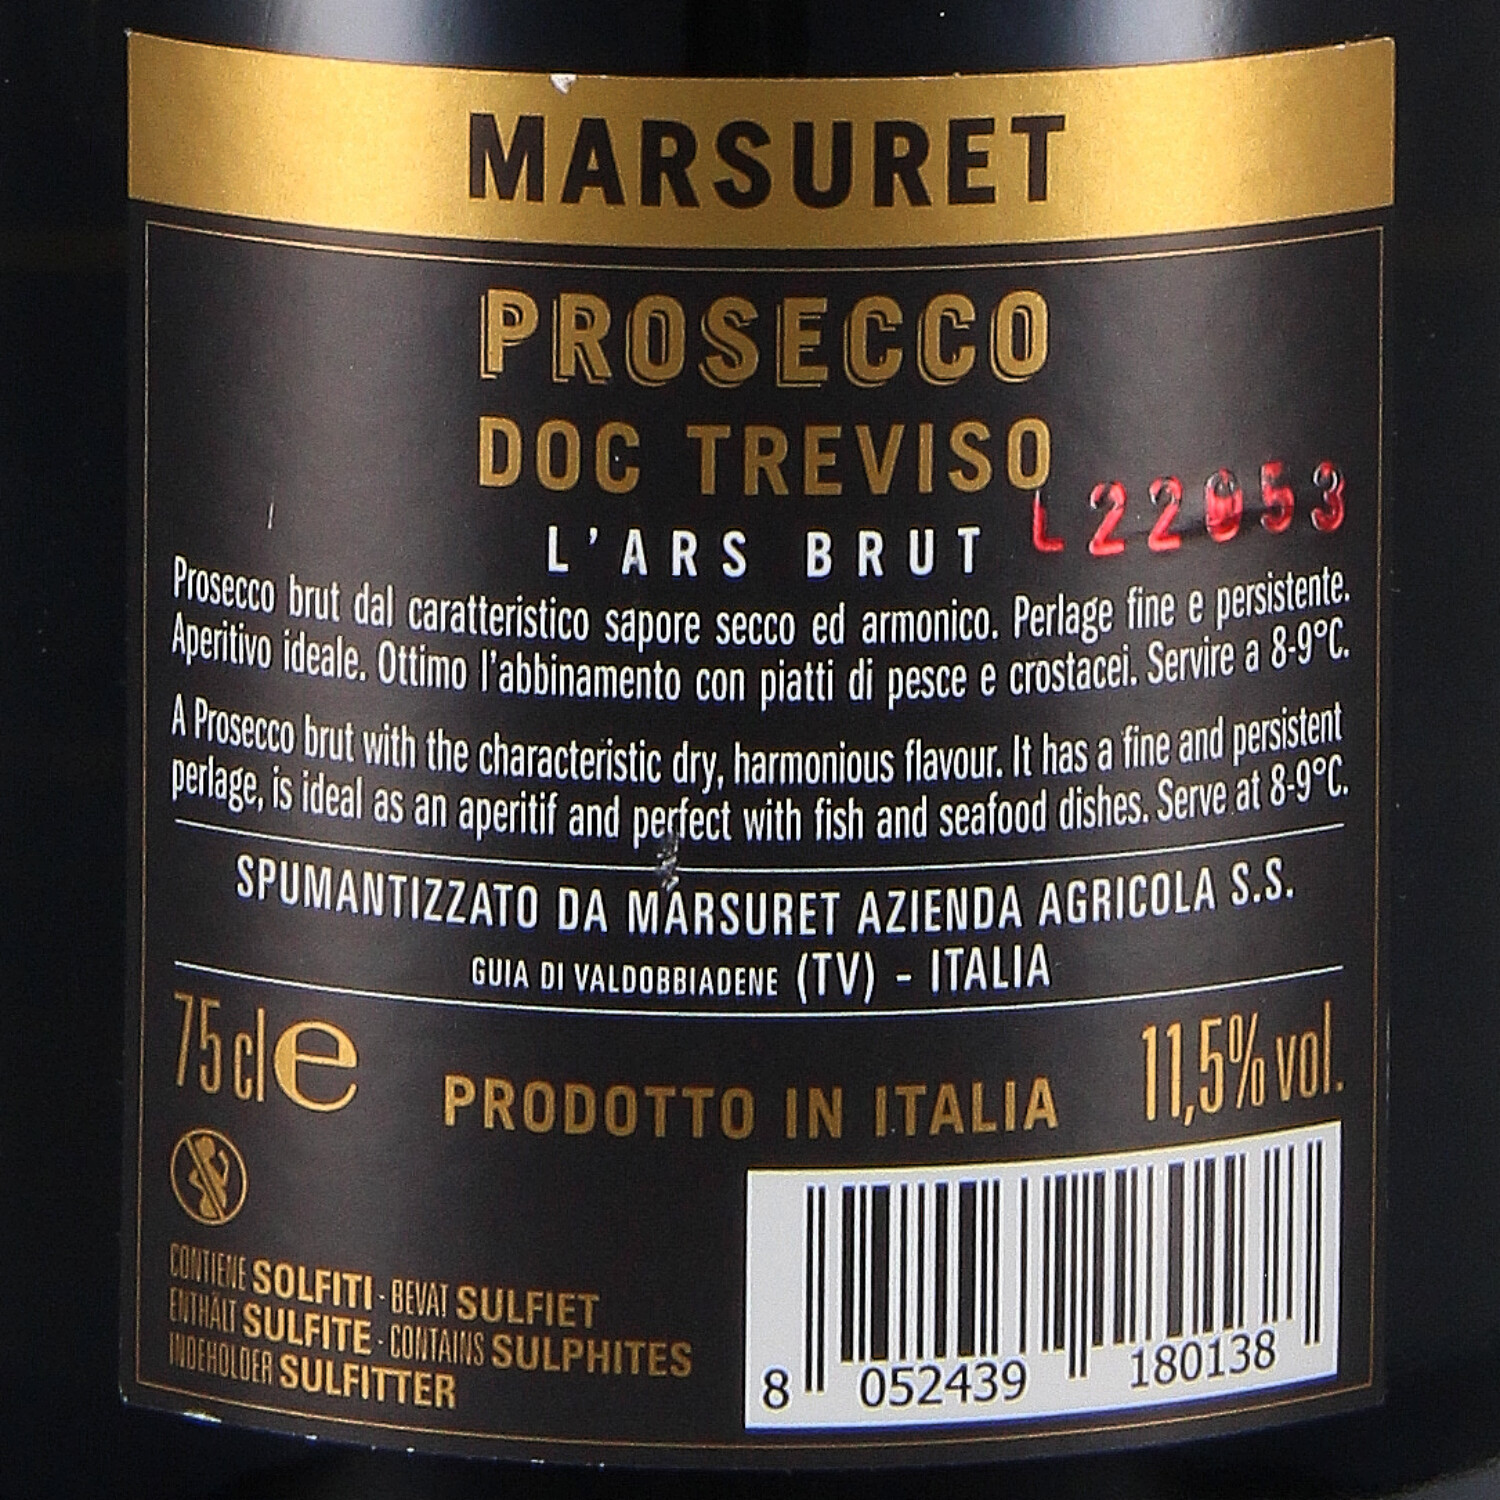 MARSURET
PROSECCO
DOC TREVISO
L22053
L'ARS BRUT
Prosecco brut dal caratteristico sapore secco ed armonico. Perlage fine e persistente.
Aperitivo ideale. Ottimo l'abbinamento con piatti di pesce e crostacei. Servire a 8-9°C.
A Prosecco brut with the characteristic dry, harmonious flavour. It has a fine and persistent
perlage, is ideal as an aperitif and perfect with fish and seafood dishes. Serve at 8-9°C.
SPUMANTIZZATO DA MARSURET AZIENDA AGRICOLA S.S.
GUIA DI VALDOBBIADENE (TV) - ITALIA
75 cl e
PRODOTTO IN ITALIA
11,5% vol.
CONTIENE SOLFITI - BEVAT SULFIET
ENTHÄLT SULFITE - CONTAINS SULPHITES
INDEHOLDER SULFITTER
8 052439 180138